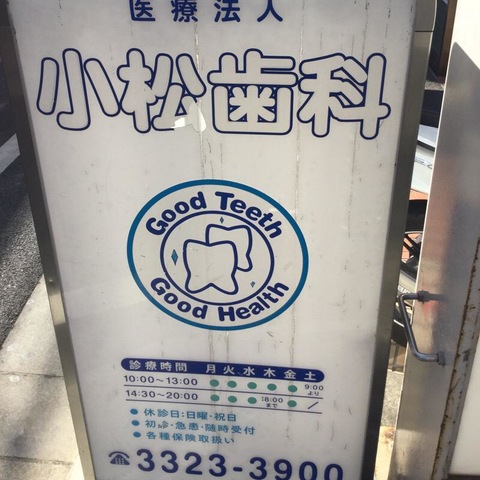 医療法人
小松歯科
Good Teeth
Good Health
診療時間 月 火 水 木 金 土
10:00~13:00 ● ● ● ● ● 9:00より
14:30~20:00 ● ● ● 18:00まで ● /
● 休診日:日曜・祝日
● 初診・急患・随時受付
● 各種保険取扱い
☎3323-3900